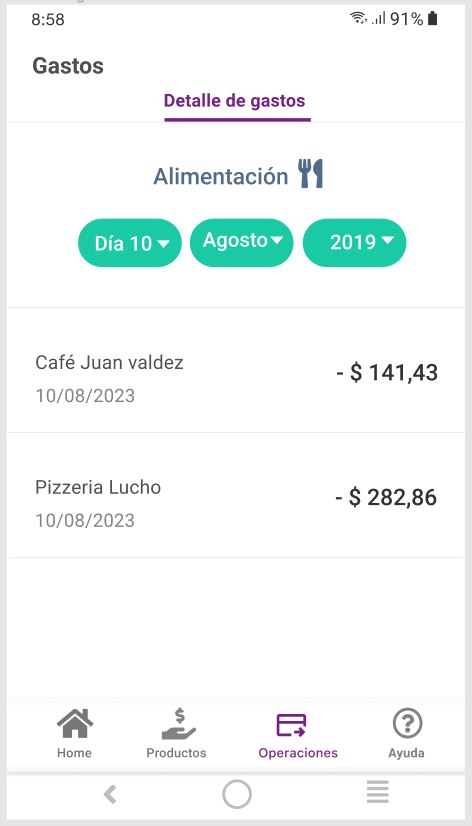 8:58
91%
Gastos
Detalle de gastos
Alimentación
Día 10 Agosto 2019
Café Juan valdez
- $ 141,43
10/08/2023
Pizzeria Lucho
- $ 282,86
10/08/2023
Home Productos Operaciones Ayuda